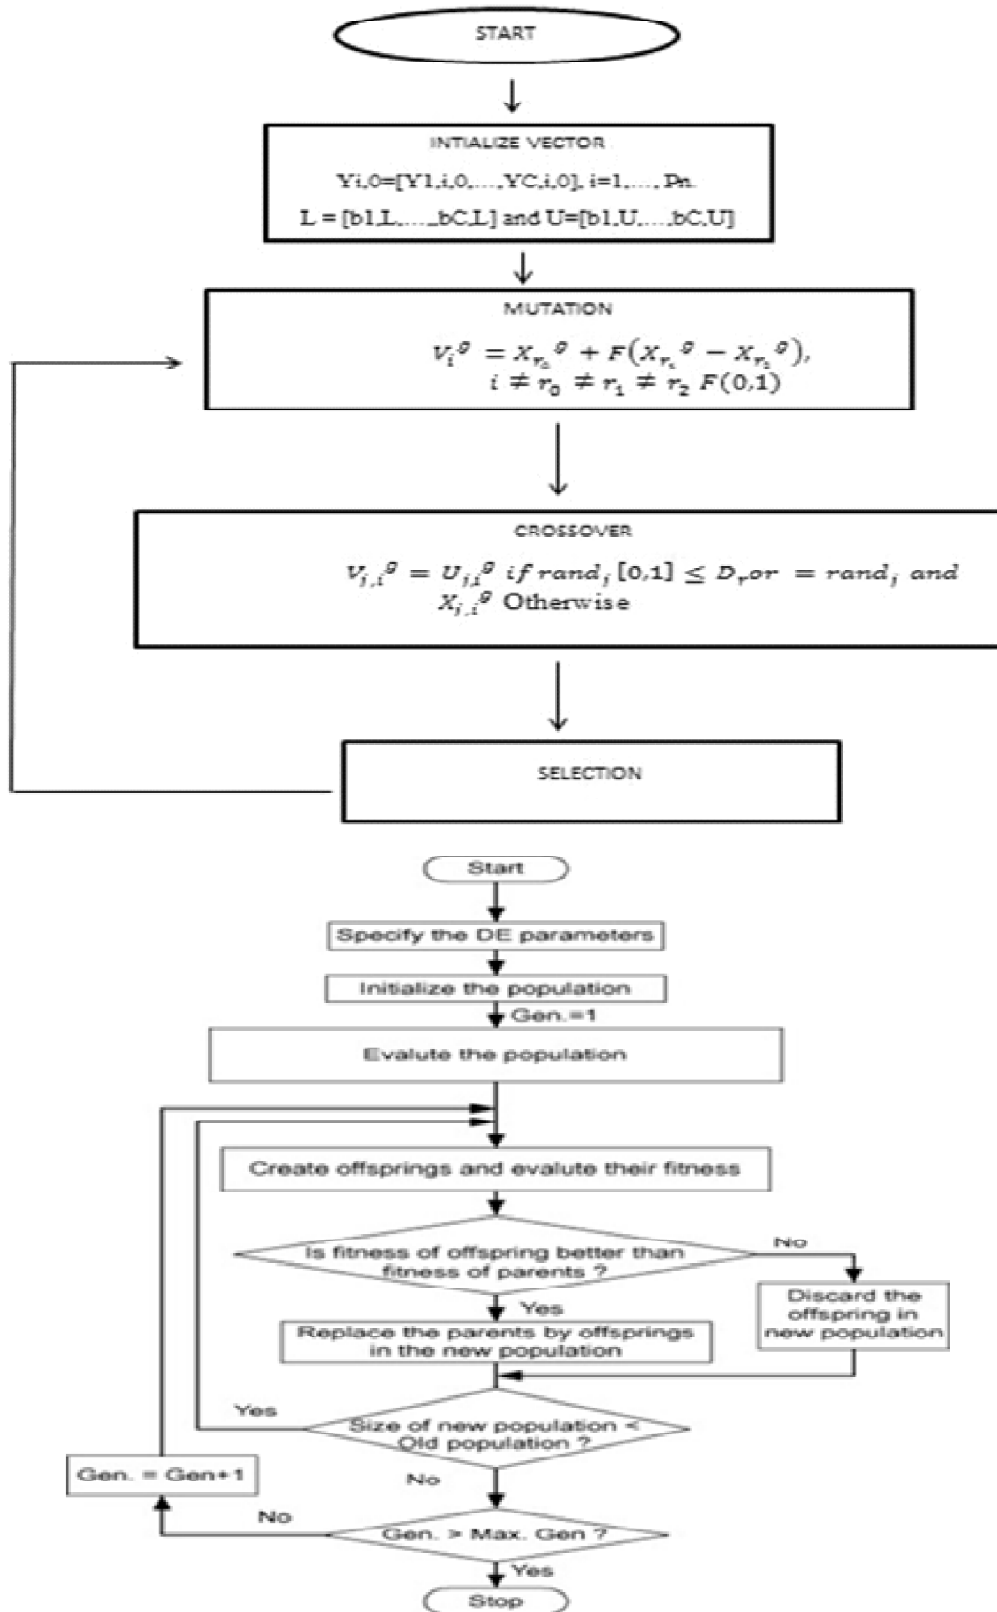 START
INTIALIZE VECTOR
Yi,0=[Y1,i,0,...,YC,i,0], i=1,..., Pn.
L = [b1,L,...,bC,L] and U=[b1,U,...,bC,U]
MUTATION
V_i^g = X_{r_0}^g + F(X_{r_1}^g − X_{r_2}^g),
i ≠ r_0 ≠ r_1 ≠ r_2 F(0,1)
CROSSOVER
V_{j,i}^g = U_{j,i}^g if rand_j [0,1] ≤ D_r or = rand_j and
X_{j,i}^g Otherwise
SELECTION
Start
Specify the DE parameters
Initialize the population
Gen.=1
Evalute the population
Create offsprings and evalute their fitness
Is fitness of offspring better than
fitness of parents ?
No
Yes
Discard the
offspring in
new population
Replace the parents by offsprings
in the new population
Yes
Size of new population <
Old population ?
No
Gen. = Gen+1
No
Gen. > Max. Gen ?
Yes
Stop